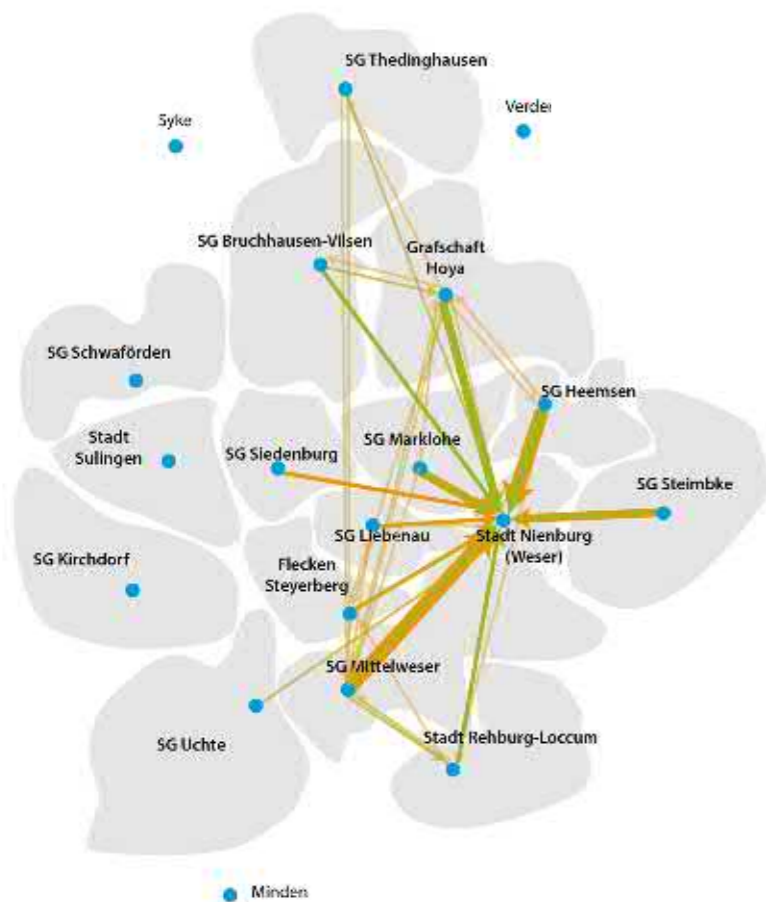 SG Thedinghausen
Syke
Verden
SG Bruchhausen-Vilsen
Grafschaft
Hoya
SG Schwaförden
SG Heemsen
Stadt
Sulingen
SG Siedenburg
SG Marklohe
SG Steimbke
SG Liebenau
Stadt Nienburg
(Weser)
SG Kirchdorf
Flecken
Steyerberg
SG Mittelweser
SG Uchte
Stadt Rehburg-Loccum
Minden